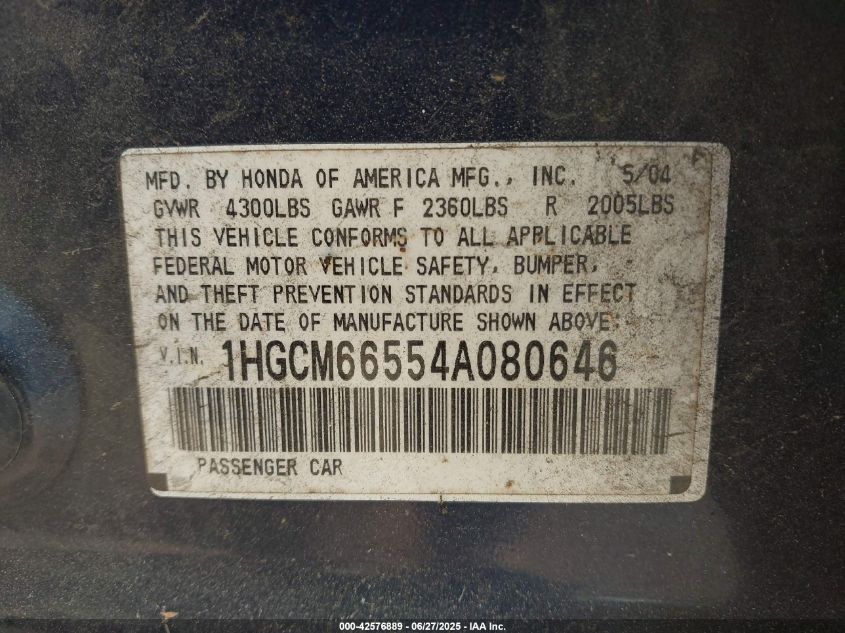 MFD. BY HONDA OF AMERICA MFG., INC. 5/04
GVWR 4300LBS GAWR F 2360LBS R 2005LBS
THIS VEHICLE CONFORMS TO ALL APPLICABLE
FEDERAL MOTOR VEHICLE SAFETY, BUMPER,
AND THEFT PREVENTION STANDARDS IN EFFECT
ON THE DATE OF MANUFACTURE SHOWN ABOVE.
V.I.N. 1HGCM66554A080646
PASSENGER CAR
000-42576889 - 06/27/2025 - IAA Inc.